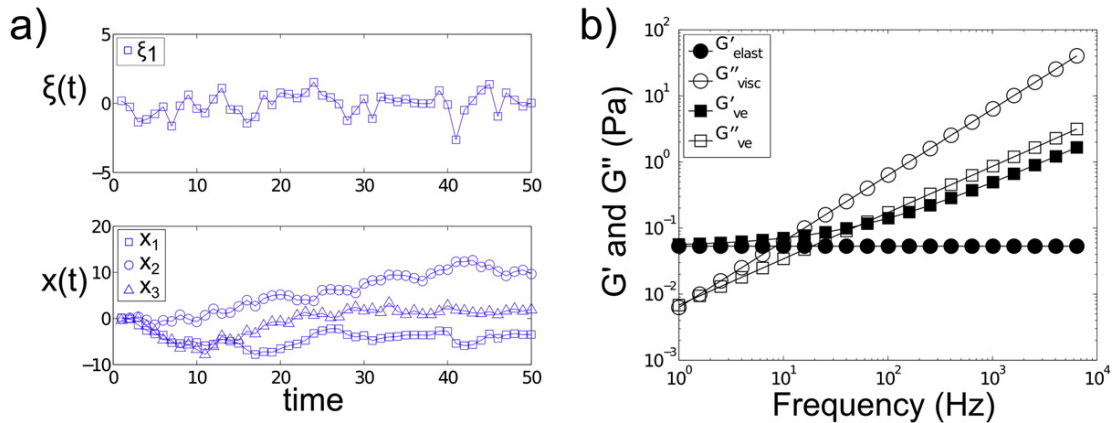 a)
5
ξ1
ξ(t)
0
−5
0 10 20 30 40 50
20
x1
x2
x3
x(t)
10
0
−10
0 10 20 30 40 50
time
b)
G' and G'' (Pa)
10^2
10^1
10^0
10^-1
10^-2
10^-3
G'elast
G''visc
G've
G''ve
10^0 10^1 10^2 10^3 10^4
Frequency (Hz)